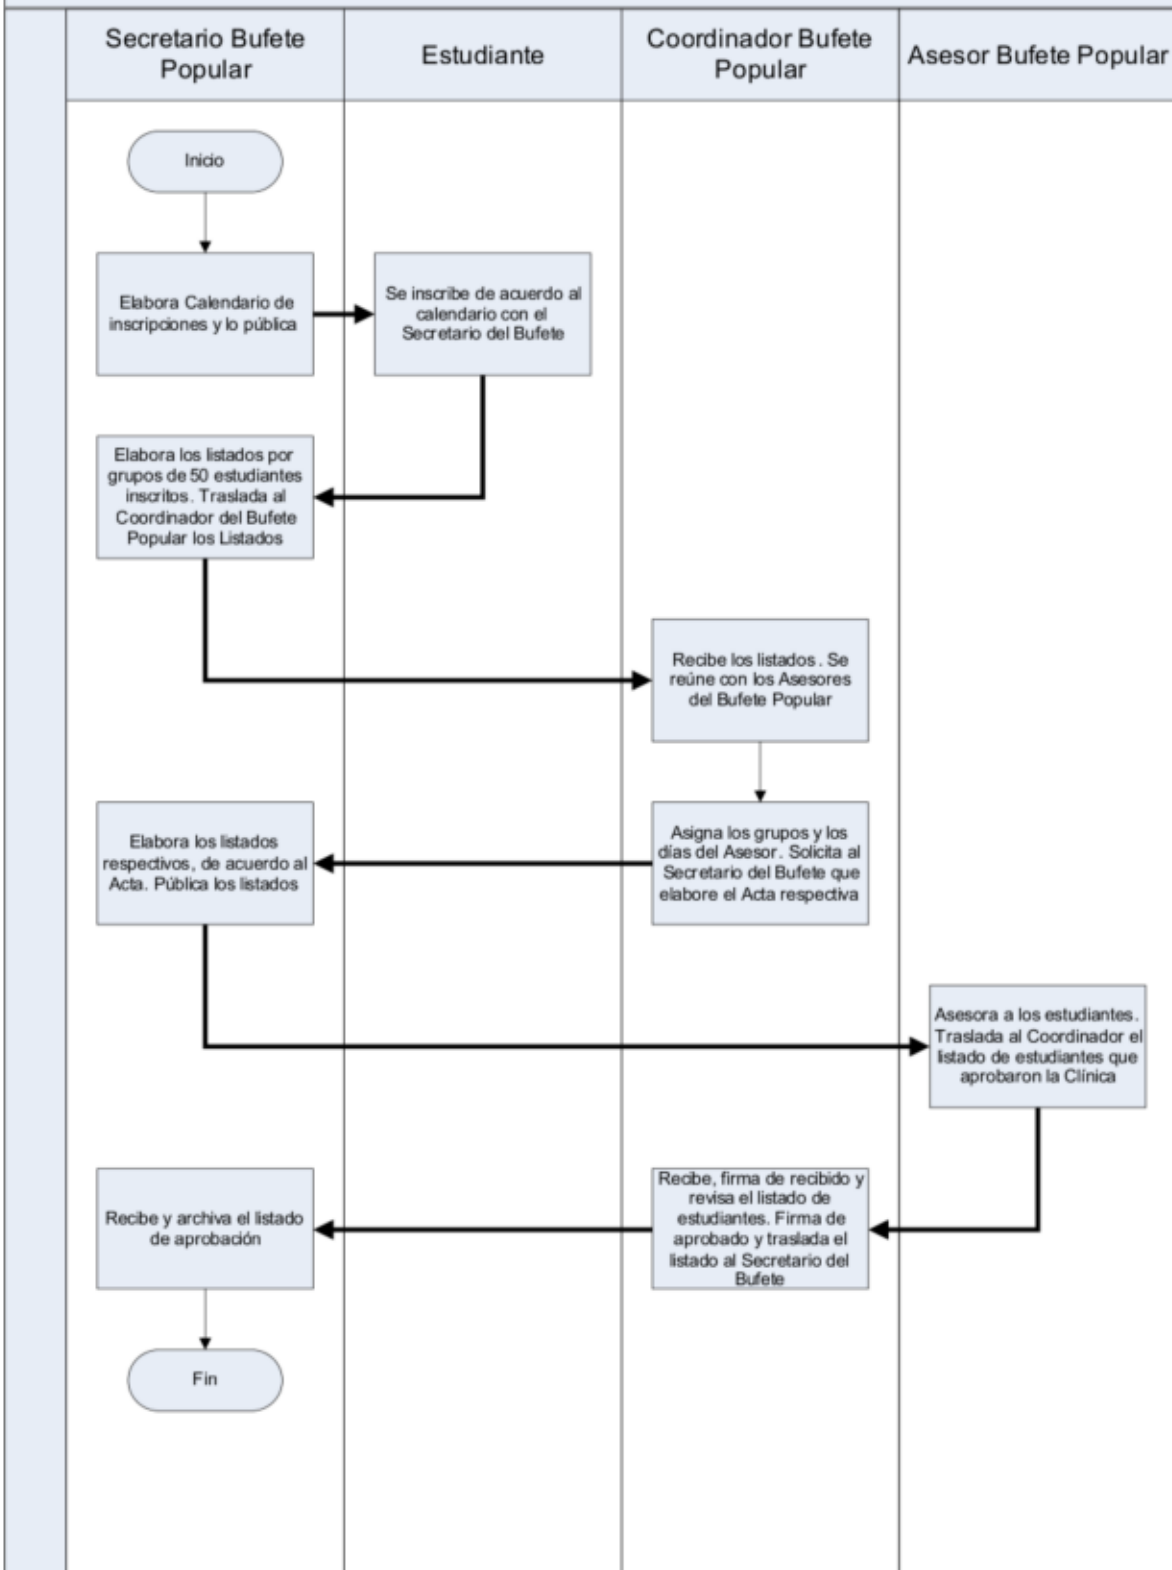 Secretario Bufete
Popular
Estudiante
Coordinador Bufete
Popular
Asesor Bufete Popular
Inicio
Elabora Calendario de
inscripciones y lo pública
Se inscribe de acuerdo al
calendario con el
Secretario del Bufete
Elabora los listados por
grupos de 50 estudiantes
inscritos. Traslada al
Coordinador del Bufete
Popular los Listados
Recibe los listados. Se
reúne con los Asesores
del Bufete Popular
Asigna los grupos y los
días del Asesor. Solicita al
Secretario del Bufete que
elabore el Acta respectiva
Elabora los listados
respectivos, de acuerdo al
Acta. Pública los listados
Asesora a los estudiantes.
Traslada al Coordinador el
listado de estudiantes que
aprobaron la Clínica
Recibe, firma de recibido y
revisa el listado de
estudiantes. Firma de
aprobado y traslada el
listado al Secretario del
Bufete
Recibe y archiva el listado
de aprobación
Fin